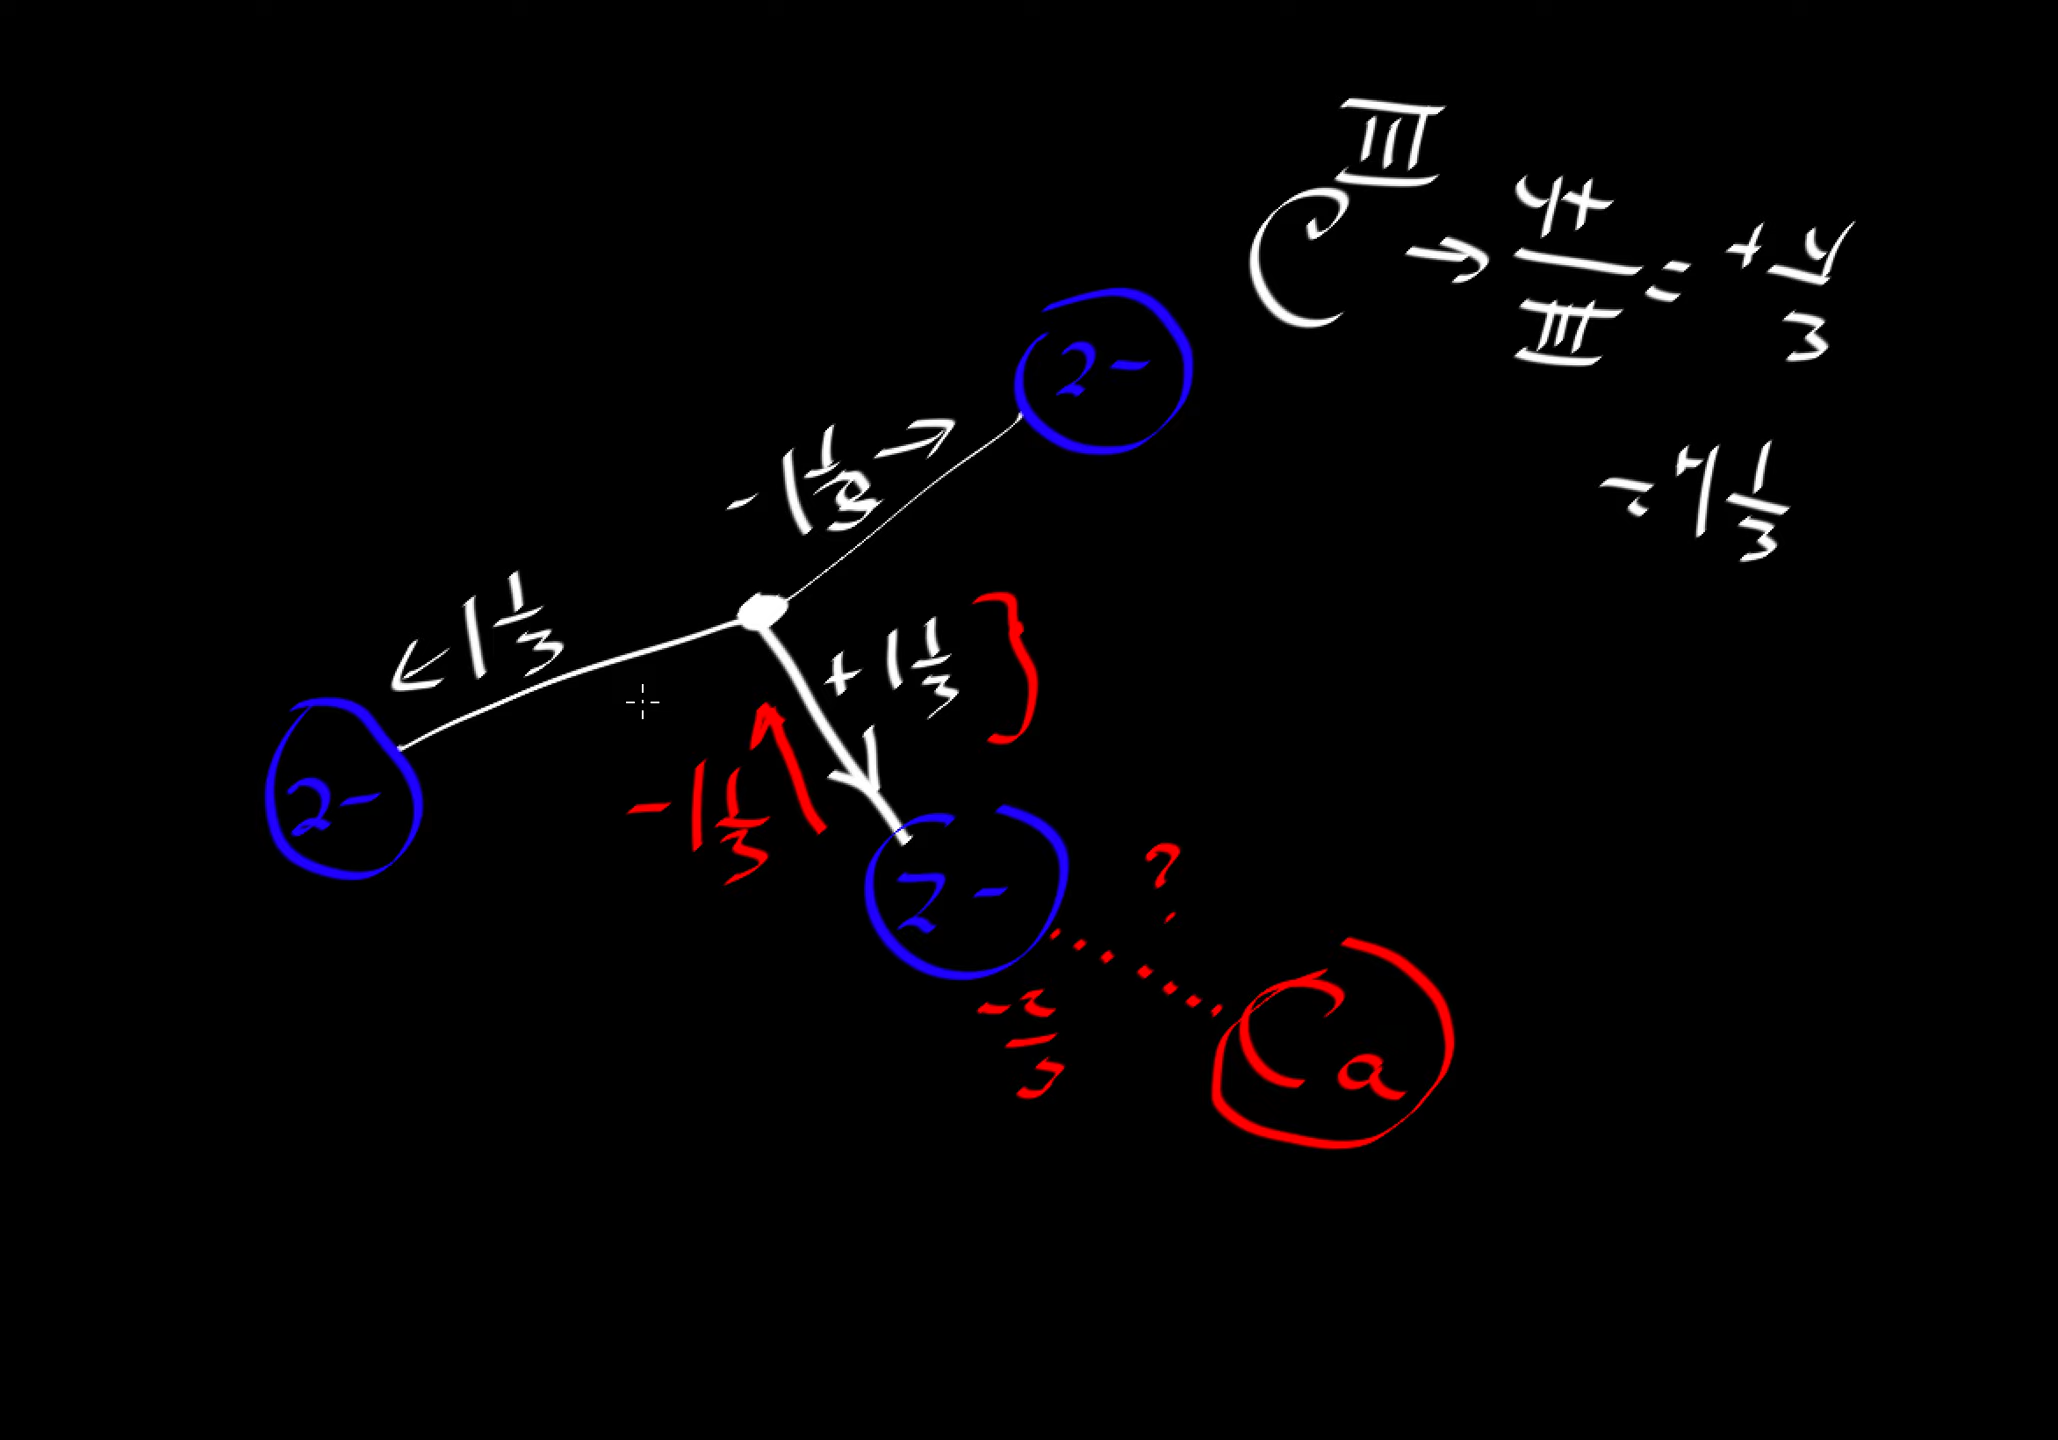 III
C → 4+ / III = + 4/3
= +1 1/3
2-
- 1 1/3 →
← 1 1/3
+ 1 1/3 }
2-
- 1 1/3
2-
?
- 2/3
Ca